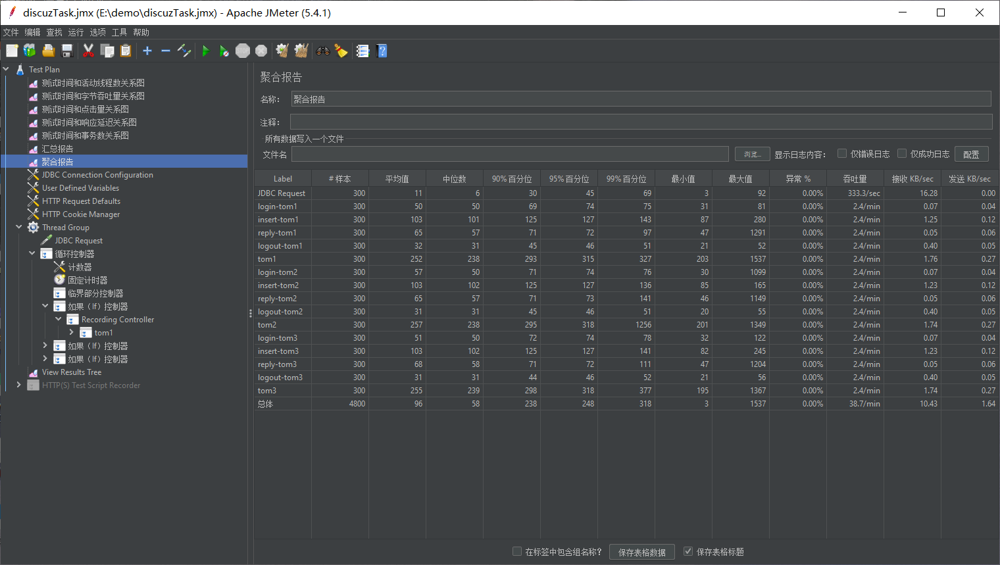 discuzTask.jmx (E:\demo\discuzTask.jmx) - Apache JMeter (5.4.1)
文件 编辑 查找 运行 选项 工具 帮助
STOP
Test Plan
测试时间和活动线程数关系图
测试时间和字节吞吐量关系图
测试时间和点击量关系图
测试时间和响应延迟关系图
测试时间和事务数关系图
汇总报告
聚合报告
JDBC Connection Configuration
User Defined Variables
HTTP Request Defaults
HTTP Cookie Manager
Thread Group
JDBC Request
循环控制器
计数器
固定计时器
临界部分控制器
如果（If）控制器
Recording Controller
tom1
如果（If）控制器
如果（If）控制器
View Results Tree
HTTP(S) Test Script Recorder
聚合报告
名称： 聚合报告
注释：
所有数据写入一个文件
文件名 浏览... 显示日志内容： 仅错误日志 仅成功日志 配置
Label # 样本 平均值 中位数 90% 百分位 95% 百分位 99% 百分位 最小值 最大值 异常 % 吞吐量 接收 KB/sec 发送 KB/sec
JDBC Request 300 11 6 30 45 69 3 92 0.00% 333.3/sec 16.28 0.00
login-tom1 300 50 50 69 74 75 31 81 0.00% 2.4/min 0.07 0.04
insert-tom1 300 103 101 125 127 143 87 280 0.00% 2.4/min 1.25 0.12
reply-tom1 300 65 57 71 72 97 47 1291 0.00% 2.4/min 0.05 0.06
logout-tom1 300 32 31 45 46 51 21 52 0.00% 2.4/min 0.40 0.05
tom1 300 252 238 293 315 327 203 1537 0.00% 2.4/min 1.76 0.27
login-tom2 300 57 50 71 74 76 30 1099 0.00% 2.4/min 0.07 0.04
insert-tom2 300 103 102 125 127 136 85 165 0.00% 2.4/min 1.23 0.12
reply-tom2 300 65 57 71 73 141 46 1149 0.00% 2.4/min 0.05 0.06
logout-tom2 300 31 31 45 46 51 20 55 0.00% 2.4/min 0.40 0.05
tom2 300 257 238 295 318 1256 201 1349 0.00% 2.4/min 1.74 0.27
login-tom3 300 51 50 72 74 78 32 122 0.00% 2.4/min 0.07 0.04
insert-tom3 300 103 102 125 127 141 82 245 0.00% 2.4/min 1.23 0.12
reply-tom3 300 68 58 71 72 111 47 1204 0.00% 2.4/min 0.05 0.06
logout-tom3 300 31 31 44 46 52 21 56 0.00% 2.4/min 0.40 0.05
tom3 300 255 239 298 318 377 195 1367 0.00% 2.4/min 1.74 0.27
总体 4800 96 58 238 248 318 3 1537 0.00% 38.7/min 10.43 1.64
在标签中包含组名称? 保存表格数据 保存表格标题